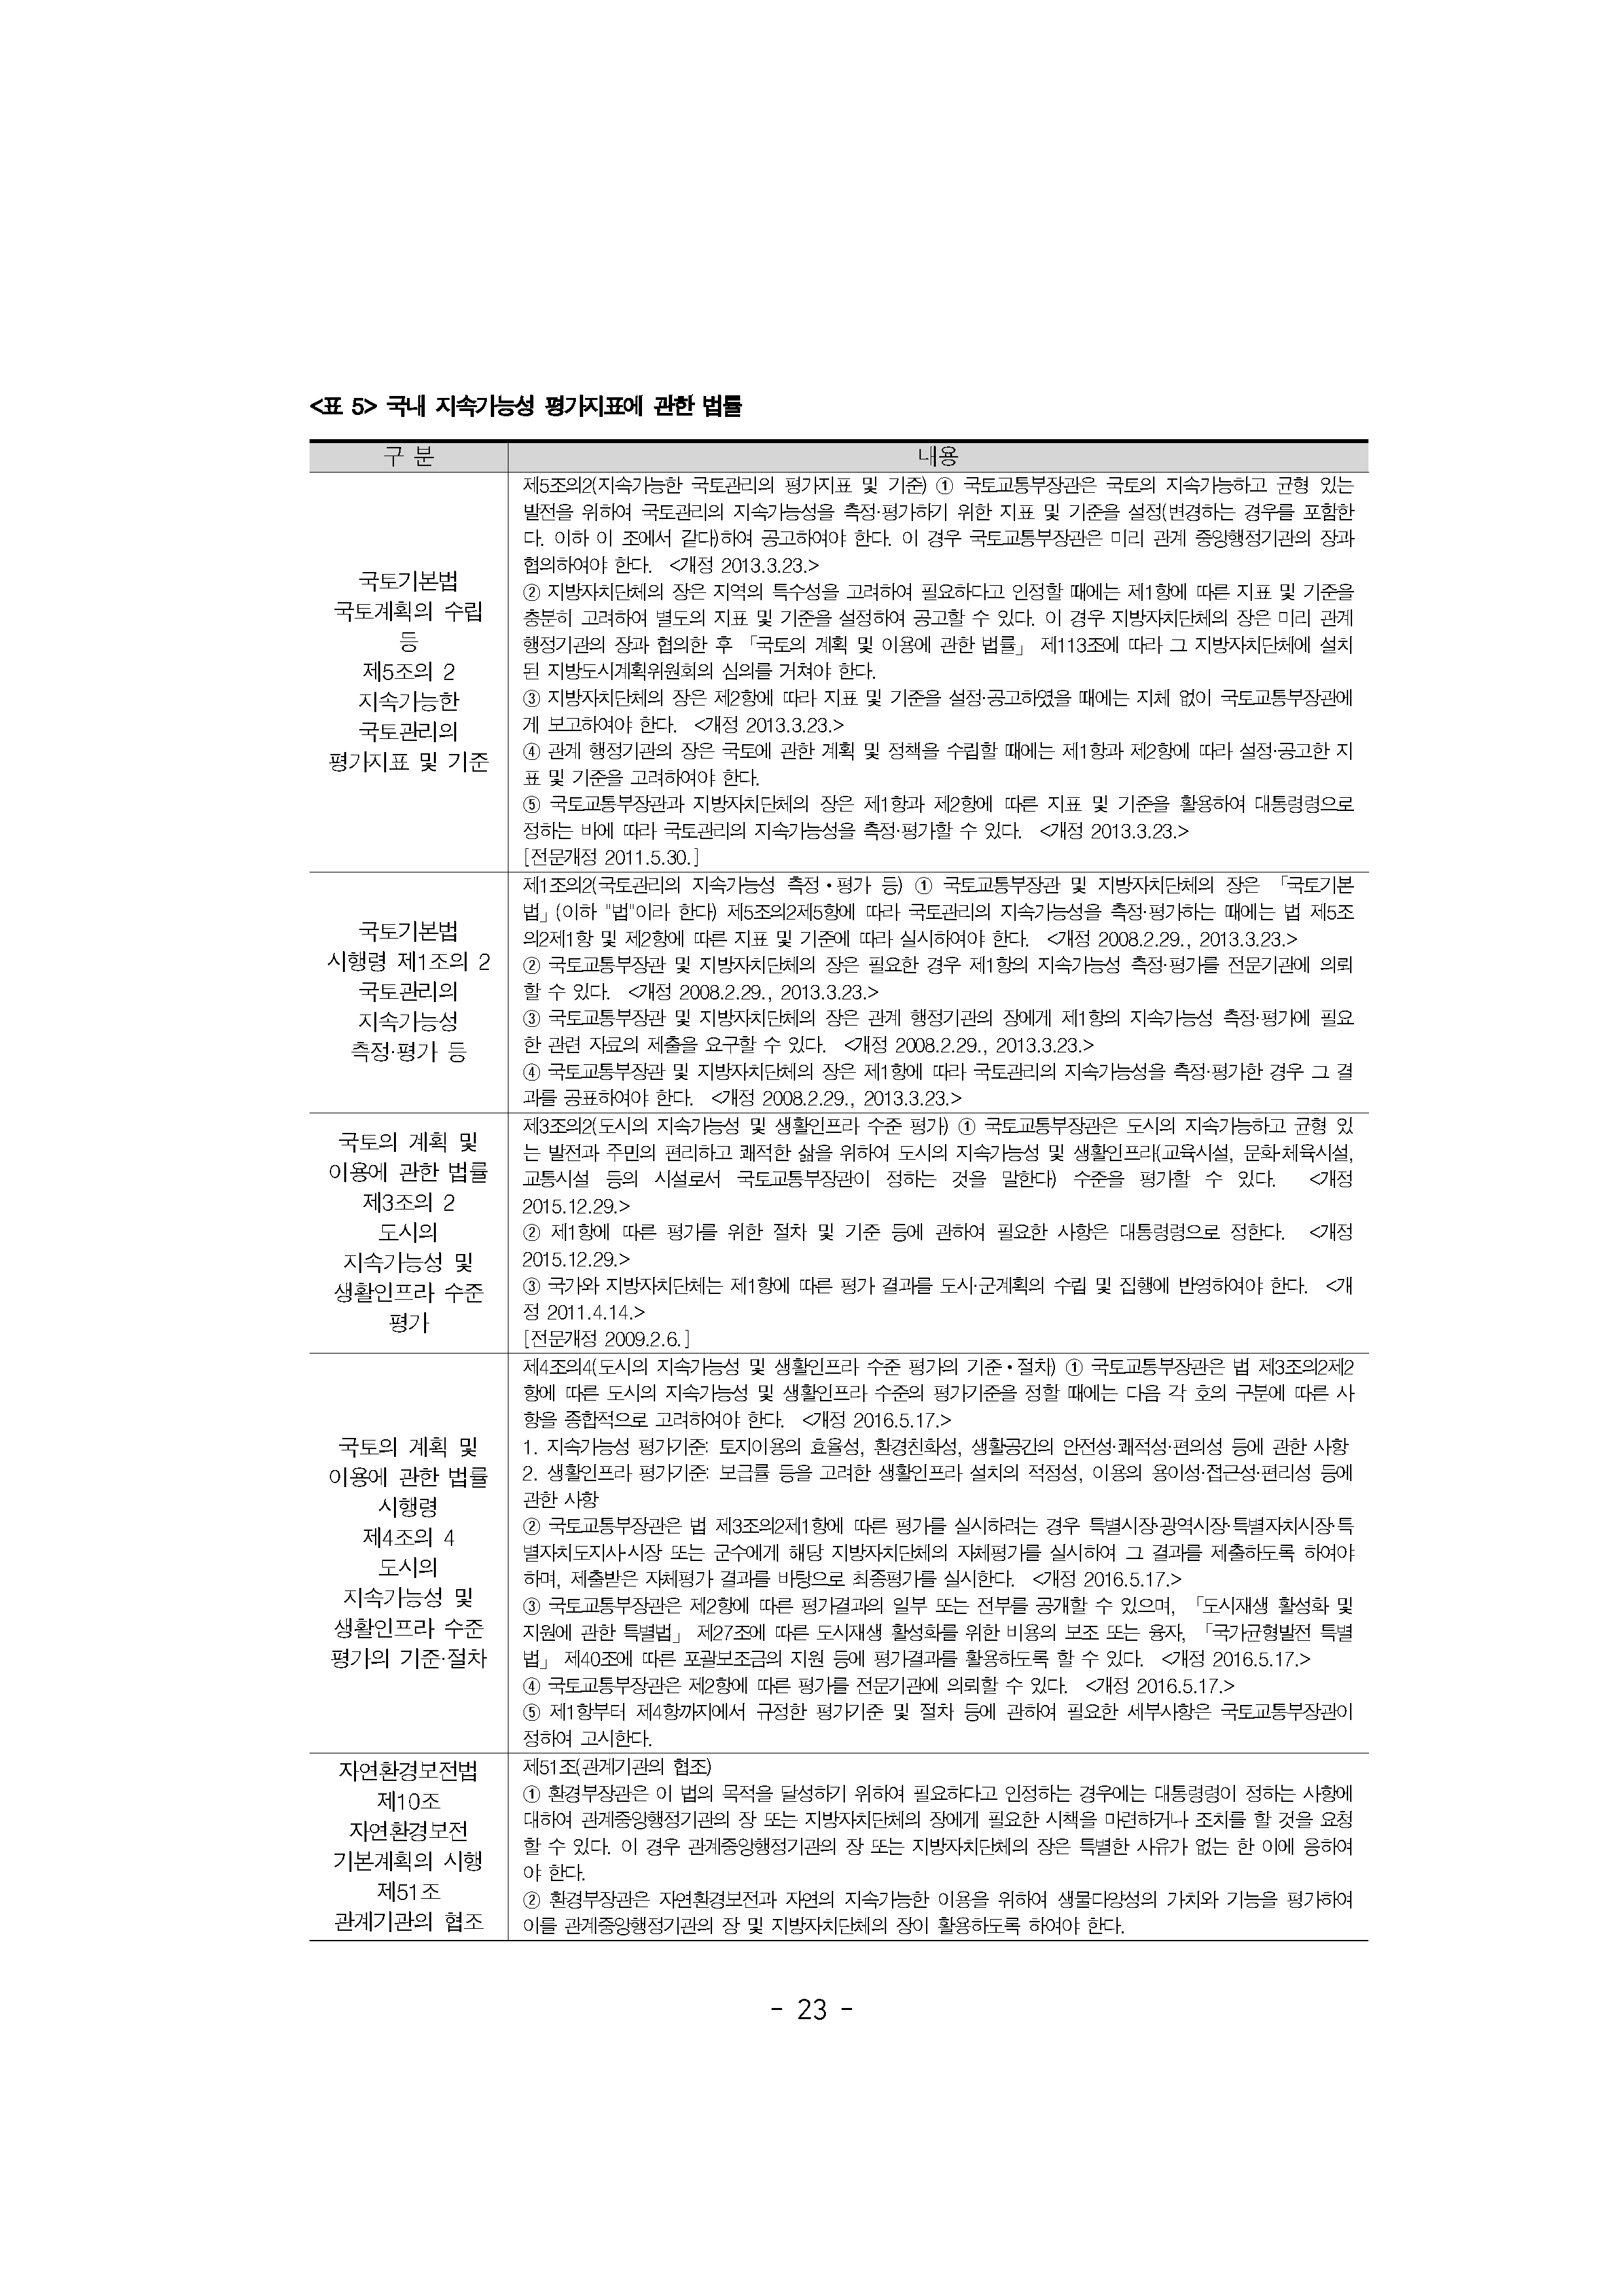 <표 5> 국내 지속가능성 평가지표에 관한 법률
구 분
내용
국토기본법
국토계획의 수립
등
제5조의 2
지속가능한
국토관리의
평가지표 및 기준
제5조의2(지속가능한 국토관리의 평가지표 및 기준) ① 국토교통부장관은 국토의 지속가능하고 균형 있는
발전을 위하여 국토관리의 지속가능성을 측정·평가하기 위한 지표 및 기준을 설정(변경하는 경우를 포함한
다. 이하 이 조에서 같다)하여 공고하여야 한다. 이 경우 국토교통부장관은 미리 관계 중앙행정기관의 장과
협의하여야 한다. <개정 2013.3.23.>
② 지방자치단체의 장은 지역의 특수성을 고려하여 필요하다고 인정할 때에는 제1항에 따른 지표 및 기준을
충분히 고려하여 별도의 지표 및 기준을 설정하여 공고할 수 있다. 이 경우 지방자치단체의 장은 미리 관계
행정기관의 장과 협의한 후 「국토의 계획 및 이용에 관한 법률」 제113조에 따라 그 지방자치단체에 설치
된 지방도시계획위원회의 심의를 거쳐야 한다.
③ 지방자치단체의 장은 제2항에 따라 지표 및 기준을 설정·공고하였을 때에는 지체 없이 국토교통부장관에
게 보고하여야 한다. <개정 2013.3.23.>
④ 관계 행정기관의 장은 국토에 관한 계획 및 정책을 수립할 때에는 제1항과 제2항에 따라 설정·공고한 지
표 및 기준을 고려하여야 한다.
⑤ 국토교통부장관과 지방자치단체의 장은 제1항과 제2항에 따른 지표 및 기준을 활용하여 대통령령으로
정하는 바에 따라 국토관리의 지속가능성을 측정·평가할 수 있다. <개정 2013.3.23.>
[전문개정 2011.5.30.]
국토기본법
시행령 제1조의 2
국토관리의
지속가능성
측정·평가 등
제1조의2(국토관리의 지속가능성 측정•평가 등) ① 국토교통부장관 및 지방자치단체의 장은 「국토기본
법」(이하 "법"이라 한다) 제5조의2제5항에 따라 국토관리의 지속가능성을 측정·평가하는 때에는 법 제5조
의2제1항 및 제2항에 따른 지표 및 기준에 따라 실시하여야 한다. <개정 2008.2.29., 2013.3.23.>
② 국토교통부장관 및 지방자치단체의 장은 필요한 경우 제1항의 지속가능성 측정·평가를 전문기관에 의뢰
할 수 있다. <개정 2008.2.29., 2013.3.23.>
③ 국토교통부장관 및 지방자치단체의 장은 관계 행정기관의 장에게 제1항의 지속가능성 측정·평가에 필요
한 관련 자료의 제출을 요구할 수 있다. <개정 2008.2.29., 2013.3.23.>
④ 국토교통부장관 및 지방자치단체의 장은 제1항에 따라 국토관리의 지속가능성을 측정·평가한 경우 그 결
과를 공표하여야 한다. <개정 2008.2.29., 2013.3.23.>
국토의 계획 및
이용에 관한 법률
제3조의 2
도시의
지속가능성 및
생활인프라 수준
평가
제3조의2(도시의 지속가능성 및 생활인프라 수준 평가) ① 국토교통부장관은 도시의 지속가능하고 균형 있
는 발전과 주민의 편리하고 쾌적한 삶을 위하여 도시의 지속가능성 및 생활인프라(교육시설, 문화·체육시설,
교통시설 등의 시설로서 국토교통부장관이 정하는 것을 말한다) 수준을 평가할 수 있다. <개정
2015.12.29.>
② 제1항에 따른 평가를 위한 절차 및 기준 등에 관하여 필요한 사항은 대통령령으로 정한다. <개정
2015.12.29.>
③ 국가와 지방자치단체는 제1항에 따른 평가 결과를 도시·군계획의 수립 및 집행에 반영하여야 한다. <개
정 2011.4.14.>
[전문개정 2009.2.6.]
국토의 계획 및
이용에 관한 법률
시행령
제4조의 4
도시의
지속가능성 및
생활인프라 수준
평가의 기준·절차
제4조의4(도시의 지속가능성 및 생활인프라 수준 평가의 기준•절차) ① 국토교통부장관은 법 제3조의2제2
항에 따른 도시의 지속가능성 및 생활인프라 수준의 평가기준을 정할 때에는 다음 각 호의 구분에 따른 사
항을 종합적으로 고려하여야 한다. <개정 2016.5.17.>
1. 지속가능성 평가기준: 토지이용의 효율성, 환경친화성, 생활공간의 안전성·쾌적성·편의성 등에 관한 사항
2. 생활인프라 평가기준: 보급률 등을 고려한 생활인프라 설치의 적정성, 이용의 용이성·접근성·편리성 등에
관한 사항
② 국토교통부장관은 법 제3조의2제1항에 따른 평가를 실시하려는 경우 특별시장·광역시장·특별자치시장·특
별자치도지사·시장 또는 군수에게 해당 지방자치단체의 자체평가를 실시하여 그 결과를 제출하도록 하여야
하며, 제출받은 자체평가 결과를 바탕으로 최종평가를 실시한다. <개정 2016.5.17.>
③ 국토교통부장관은 제2항에 따른 평가결과의 일부 또는 전부를 공개할 수 있으며, 「도시재생 활성화 및
지원에 관한 특별법」 제27조에 따른 도시재생 활성화를 위한 비용의 보조 또는 융자, 「국가균형발전 특별
법」 제40조에 따른 포괄보조금의 지원 등에 평가결과를 활용하도록 할 수 있다. <개정 2016.5.17.>
④ 국토교통부장관은 제2항에 따른 평가를 전문기관에 의뢰할 수 있다. <개정 2016.5.17.>
⑤ 제1항부터 제4항까지에서 규정한 평가기준 및 절차 등에 관하여 필요한 세부사항은 국토교통부장관이
정하여 고시한다.
자연환경보전법
제10조
자연환경보전
기본계획의 시행
제51조
관계기관의 협조
제51조(관계기관의 협조)
① 환경부장관은 이 법의 목적을 달성하기 위하여 필요하다고 인정하는 경우에는 대통령령이 정하는 사항에
대하여 관계중앙행정기관의 장 또는 지방자치단체의 장에게 필요한 시책을 마련하거나 조치를 할 것을 요청
할 수 있다. 이 경우 관계중앙행정기관의 장 또는 지방자치단체의 장은 특별한 사유가 없는 한 이에 응하여
야 한다.
② 환경부장관은 자연환경보전과 자연의 지속가능한 이용을 위하여 생물다양성의 가치와 기능을 평가하여
이를 관계중앙행정기관의 장 및 지방자치단체의 장이 활용하도록 하여야 한다.
- 23 -